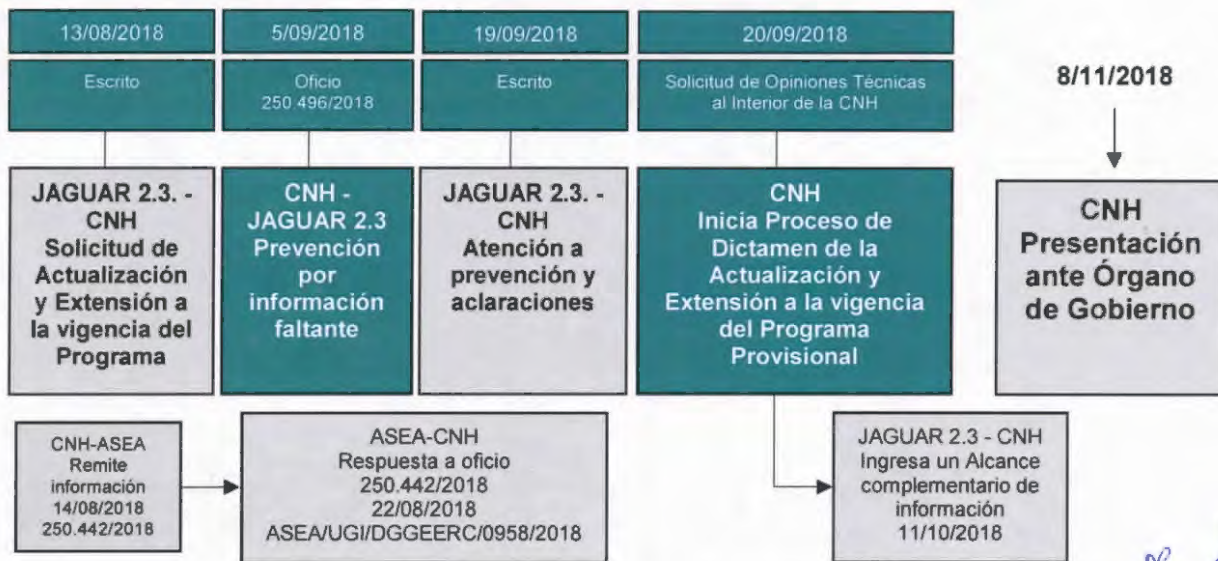 13/08/2018
5/09/2018
19/09/2018
20/09/2018
8/11/2018
Escrito
Oficio
250 496/2018
Escrito
Solicitud de Opiniones Técnicas
al Interior de la CNH
JAGUAR 2.3. -
CNH
Solicitud de
Actualización
y Extensión a
la vigencia del
Programa
CNH -
JAGUAR 2.3
Prevención
por
información
faltante
JAGUAR 2.3. -
CNH
Atención a
prevención y
aclaraciones
CNH
Inicia Proceso de
Dictamen de la
Actualización y
Extensión a la vigencia
del Programa
Provisional
CNH
Presentación
ante Órgano
de Gobierno
CNH-ASEA
Remite
información
14/08/2018
250.442/2018
ASEA-CNH
Respuesta a oficio
250.442/2018
22/08/2018
ASEA/UGI/DGGEERC/0958/2018
JAGUAR 2.3 - CNH
Ingresa un Alcance
complementario de
información
11/10/2018